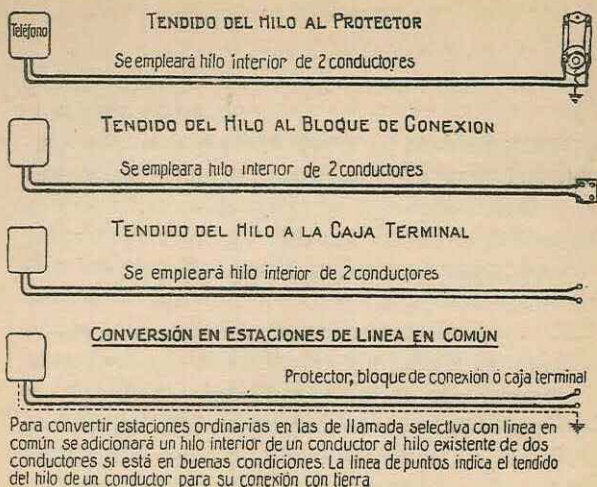 TENDIDO DEL HILO AL PROTECTOR
Teléfono
Se empleará hilo interior de 2 conductores
TENDIDO DEL HILO AL BLOQUE DE CONEXION
Se empleara hilo interior de 2 conductores
TENDIDO DEL HILO A LA CAJA TERMINAL
Se empleará hilo interior de 2 conductores
CONVERSIÓN EN ESTACIONES DE LINEA EN COMÚN
Protector, bloque de conexión ó caja terminal
Para convertir estaciones ordinarias en las de llamada selectiva con linea en
común se adicionará un hilo interior de un conductor al hilo existente de dos
conductores si está en buenas condiciones. La linea de puntos indica el tendido
del hilo de un conductor para su conexión con tierra